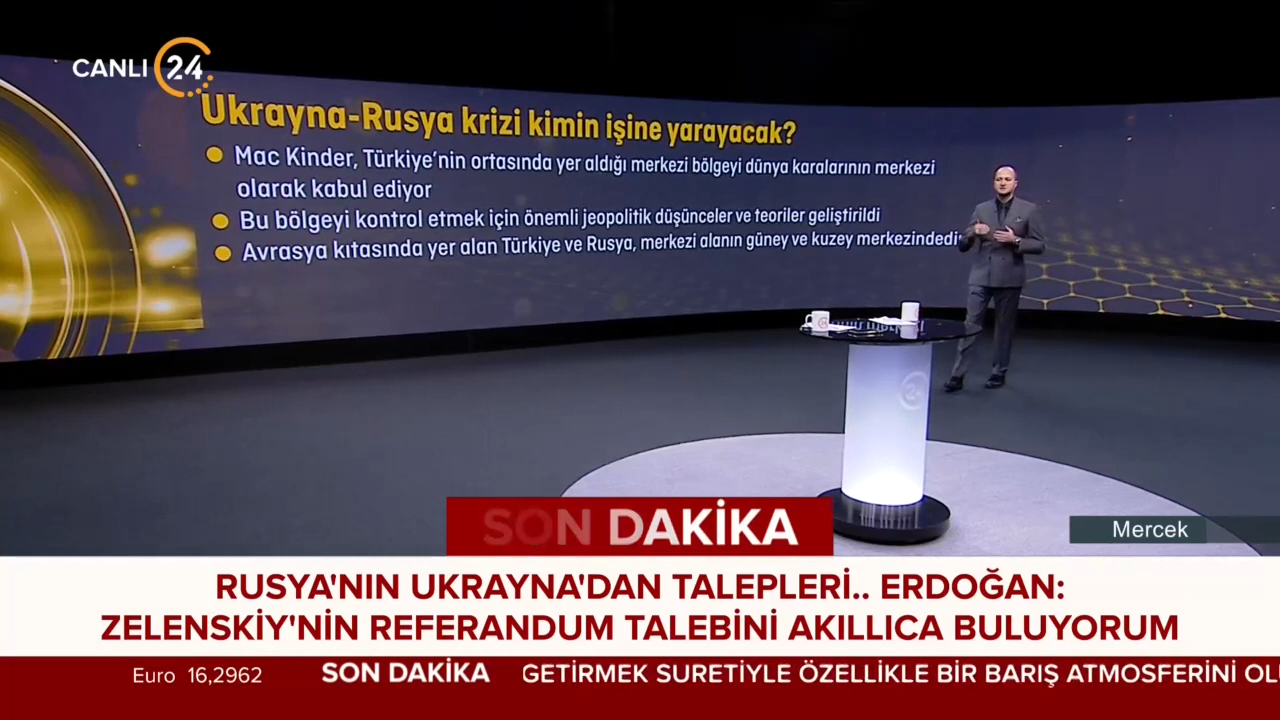 CANLI 24
Ukrayna-Rusya krizi kimin işine yarayacak?
Mac Kinder, Türkiye'nin ortasında yer aldığı merkezi bölgeyi dünya karalarının merkezi
olarak kabul ediyor
Bu bölgeyi kontrol etmek için önemli jeopolitik düşünceler ve teoriler geliştirildi
Avrasya kıtasında yer alan Türkiye ve Rusya, merkezi alanın güney ve kuzey merkezindedir
24
SON DAKİKA
Mercek
RUSYA'NIN UKRAYNA'DAN TALEPLERİ.. ERDOĞAN:
ZELENSKİY'NİN REFERANDUM TALEBİNİ AKILLICA BULUYORUM
Euro 16,2962 SON DAKİKA GETİRMEK SURETİYLE ÖZELLİKLE BİR BARIŞ ATMOSFERİNİ OLU